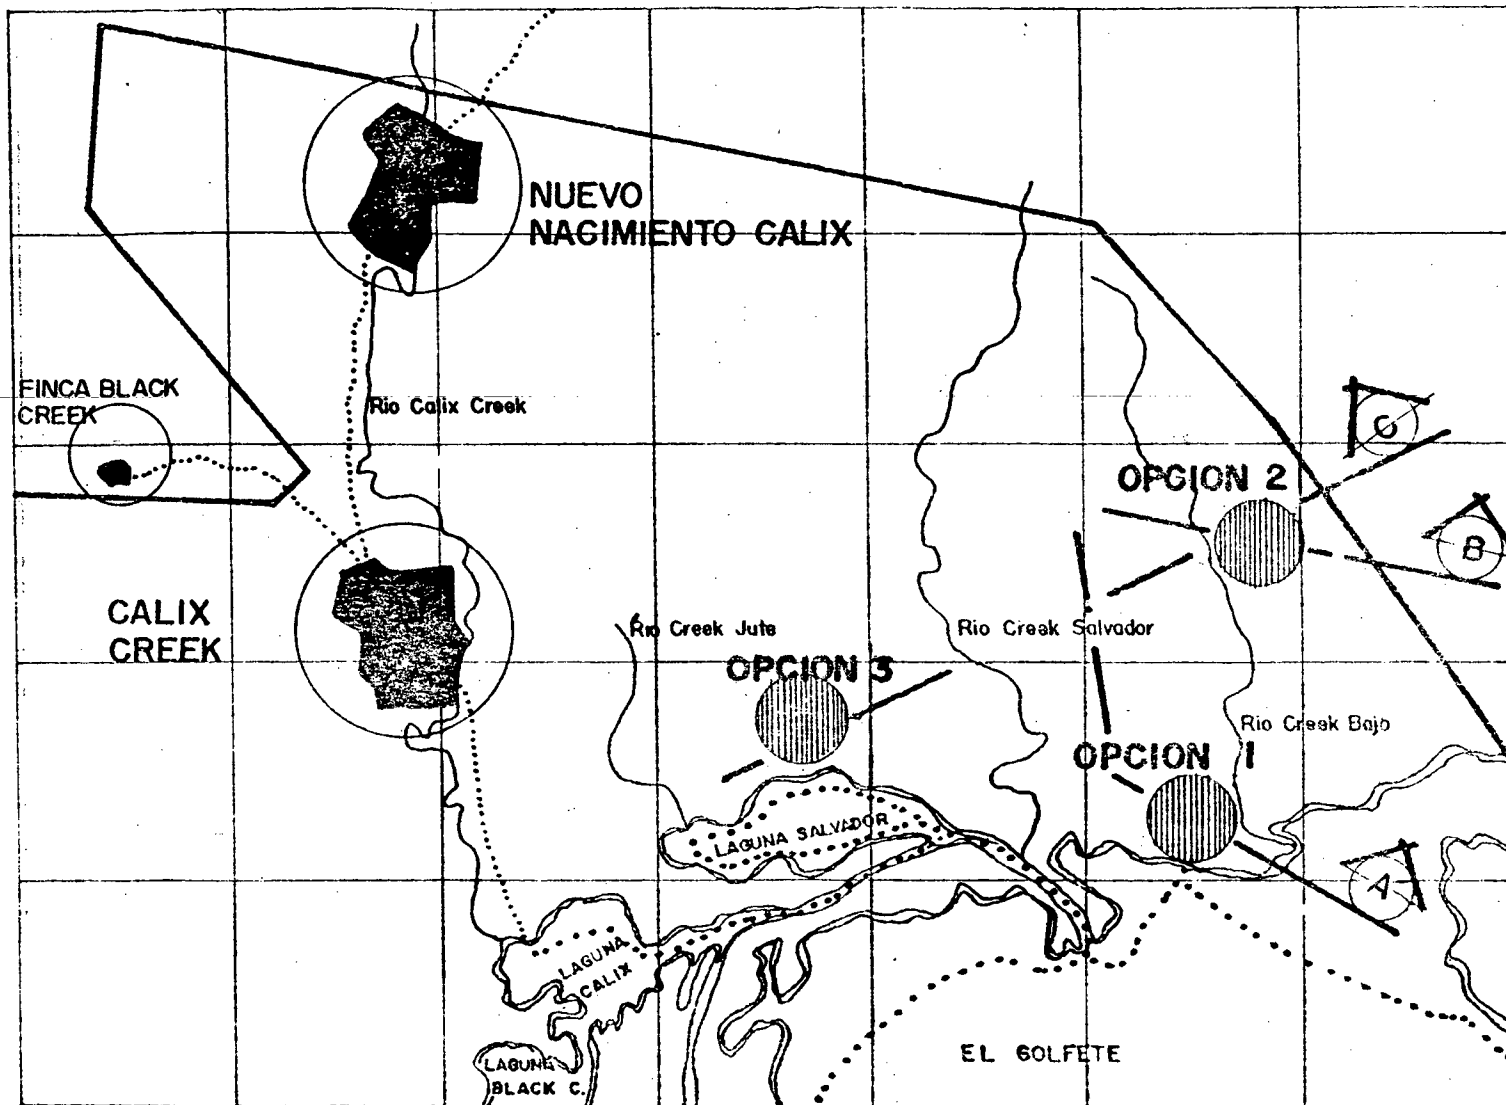 NUEVO
NACIMIENTO CALIX
FINCA BLACK
CREEK
Rio Calix Creek
C
OPCION 2
B
CALIX
CREEK
Rio Creek Jute
Rio Creek Salvador
OPCION 3
Rio Creek Bajo
OPCION 1
LAGUNA SALVADOR
A
LAGUNA
CALIX
EL GOLFETE
LAGUNA
BLACK C.